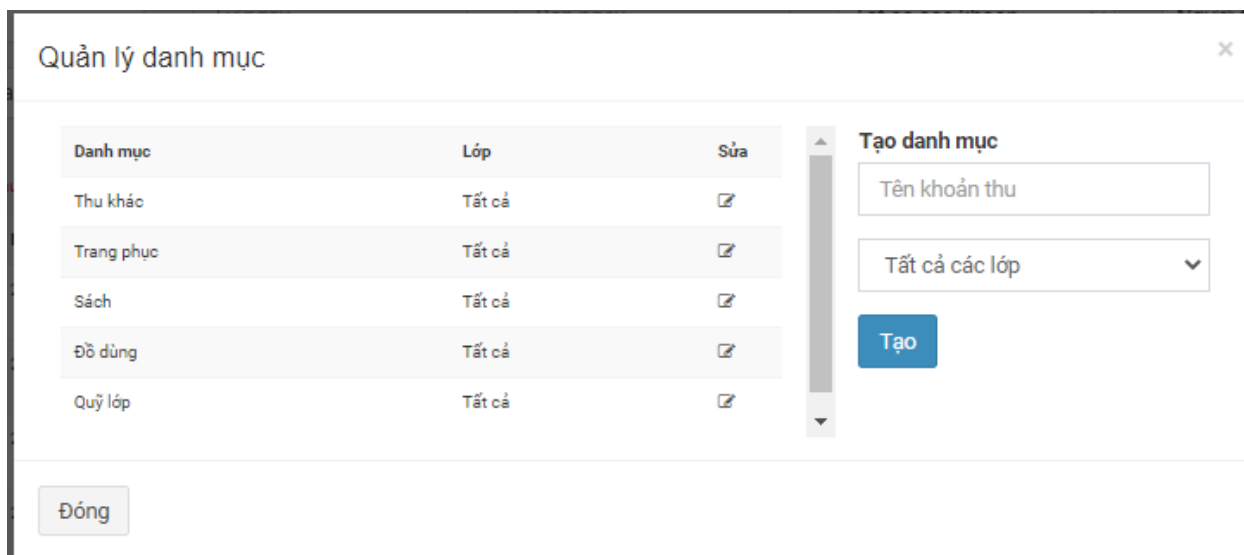 Quản lý danh mục
×
Danh mục Lớp Sửa
Thu khác Tất cả
Trang phục Tất cả
Sách Tất cả
Đồ dùng Tất cả
Quỹ lớp Tất cả
Tạo danh mục
Tên khoản thu
Tất cả các lớp
Tạo
Đóng